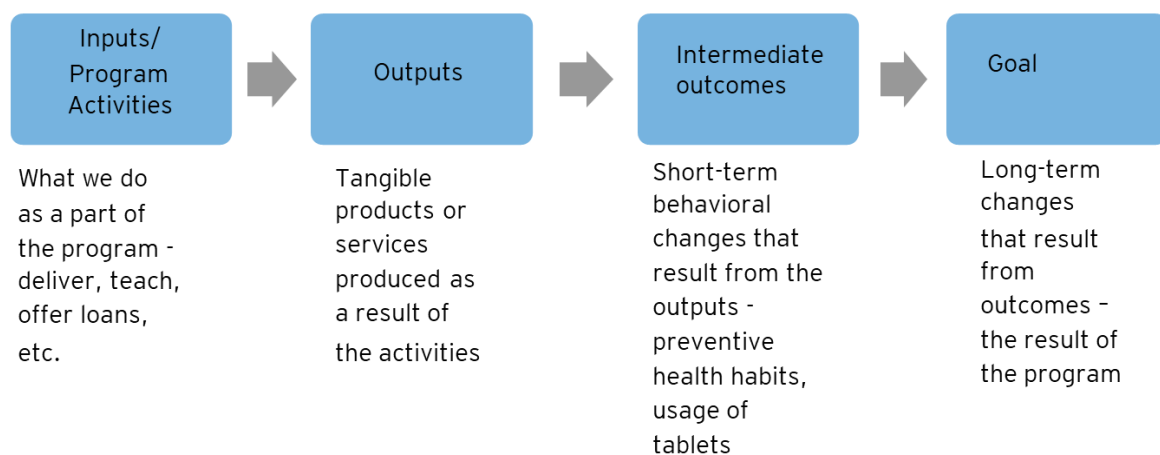 Inputs/
Program
Activities
Outputs
Intermediate
outcomes
Goal
What we do
as a part of
the program -
deliver, teach,
offer loans,
etc.
Tangible
products or
services
produced as
a result of
the activities
Short-term
behavioral
changes that
result from the
outputs -
preventive
health habits,
usage of
tablets
Long-term
changes
that result
from
outcomes –
the result of
the program